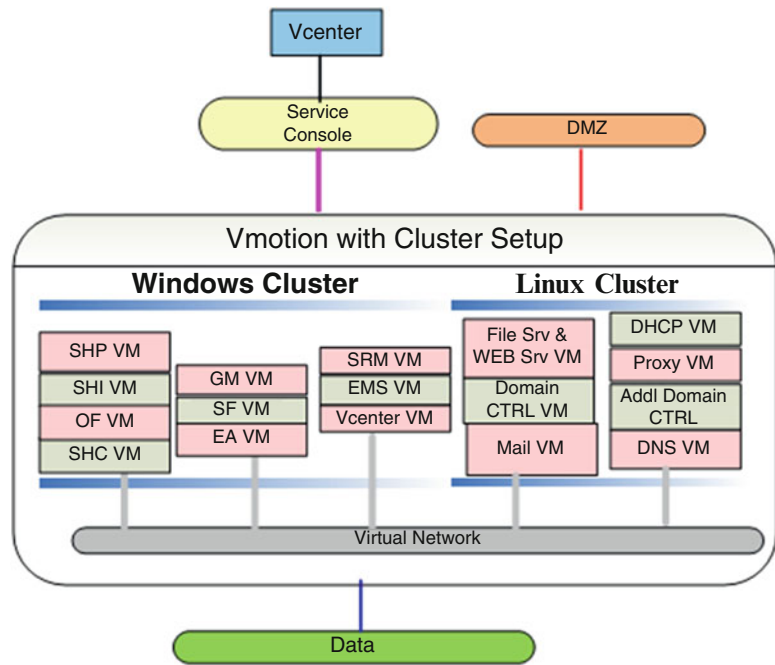 Vcenter
Service
Console
DMZ
Vmotion with Cluster Setup
Windows Cluster
Linux Cluster
SHP VM
SHI VM
OF VM
SHC VM
GM VM
SF VM
EA VM
SRM VM
EMS VM
Vcenter VM
File Srv &
WEB Srv VM
Domain
CTRL VM
Mail VM
DHCP VM
Proxy VM
Addl Domain
CTRL
DNS VM
Virtual Network
Data